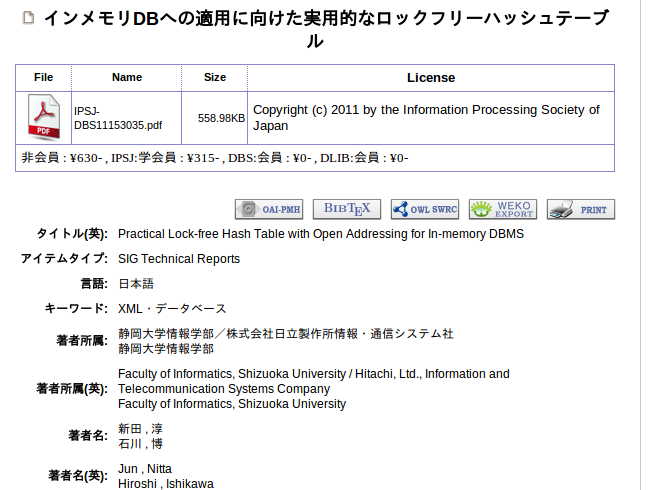 インメモリDBへの適用に向けた実用的なロックフリーハッシュテーブ
ル
File Name Size License
PDF
IPSJ-
DBS11153035.pdf
558.98KB
Copyright (c) 2011 by the Information Processing Society of
Japan
非会員 : ¥630- , IPSJ:学会員 : ¥315- , DBS:会員 : ¥0- , DLIB:会員 : ¥0-
OAI-PMH BIBTEX OWL SWRC WEKO EXPORT PRINT
タイトル(英): Practical Lock-free Hash Table with Open Addressing for In-memory DBMS
アイテムタイプ: SIG Technical Reports
言語: 日本語
キーワード: XML・データベース
著者所属: 静岡大学情報学部／株式会社日立製作所情報・通信システム社
静岡大学情報学部
著者所属(英): Faculty of Informatics, Shizuoka University / Hitachi, Ltd., Information and
Telecommunication Systems Company
Faculty of Informatics, Shizuoka University
著者名: 新田 , 淳
石川 , 博
著者名(英): Jun , Nitta
Hiroshi , Ishikawa